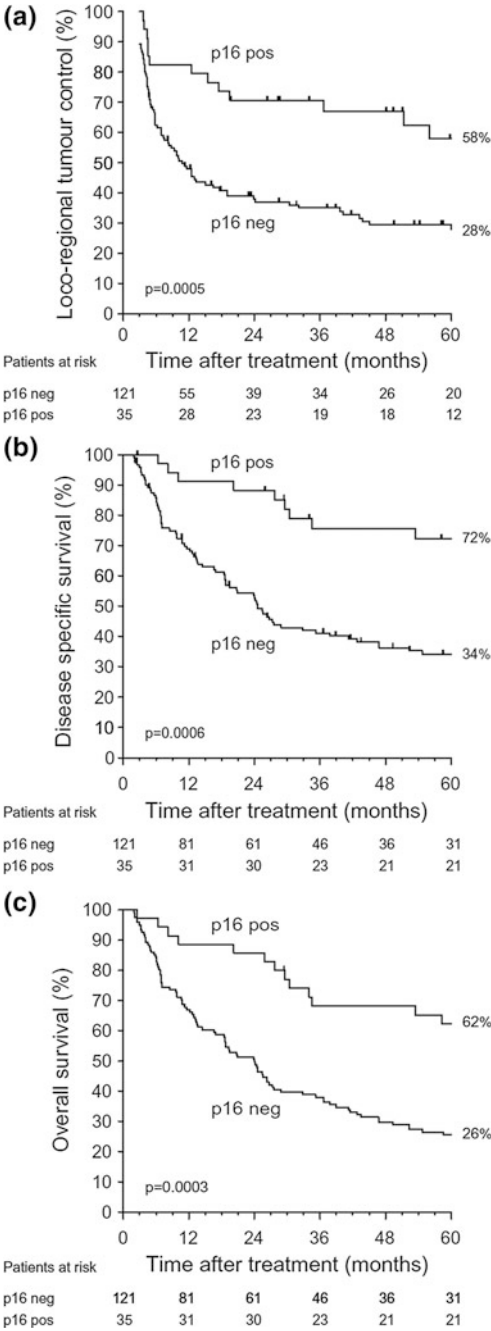 (a)
Loco-regional tumour control (%)
100
90
80
70
60
50
40
30
20
10
0
p16 pos
58%
p16 neg
28%
p=0.0005
0 12 24 36 48 60
Patients at risk Time after treatment (months)
p16 neg 121 55 39 34 26 20
p16 pos 35 28 23 19 18 12
(b)
Disease specific survival (%)
100
90
80
70
60
50
40
30
20
10
0
p16 pos
72%
p16 neg
34%
p=0.0006
0 12 24 36 48 60
Patients at risk Time after treatment (months)
p16 neg 121 81 61 46 36 31
p16 pos 35 31 30 23 21 21
(c)
Overall survival (%)
100
90
80
70
60
50
40
30
20
10
0
p16 pos
62%
p16 neg
26%
p=0.0003
0 12 24 36 48 60
Patients at risk Time after treatment (months)
p16 neg 121 81 61 46 36 31
p16 pos 35 31 30 23 21 21